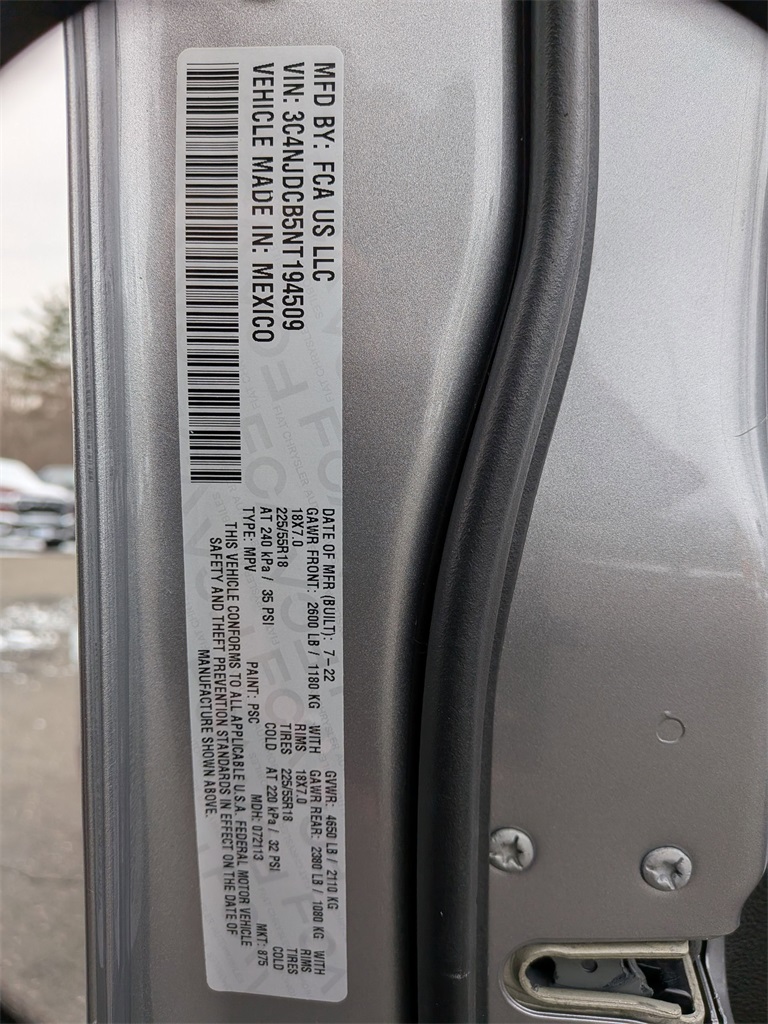 MFD BY: FCA US LLC
VIN: 3C4NJDCB5NT194509
VEHICLE MADE IN: MEXICO
DATE OF MFR (BUILT): 7-22 GVWR: 4650 LB / 2110 KG
GAWR FRONT: 2600 LB / 1180 KG WITH GAWR REAR: 2380 LB / 1080 KG WITH
18X7.0 RIMS 18X7.0 RIMS
225/55R18 TIRES 225/55R18 TIRES
AT 240 kPa / 35 PSI COLD AT 220 kPa / 32 PSI COLD
TYPE: MPV PAINT: PSC MDH: 072113 MKT: 875
THIS VEHICLE CONFORMS TO ALL APPLICABLE U.S.A. FEDERAL MOTOR VEHICLE
SAFETY AND THEFT PREVENTION STANDARDS IN EFFECT ON THE DATE OF
MANUFACTURE SHOWN ABOVE.